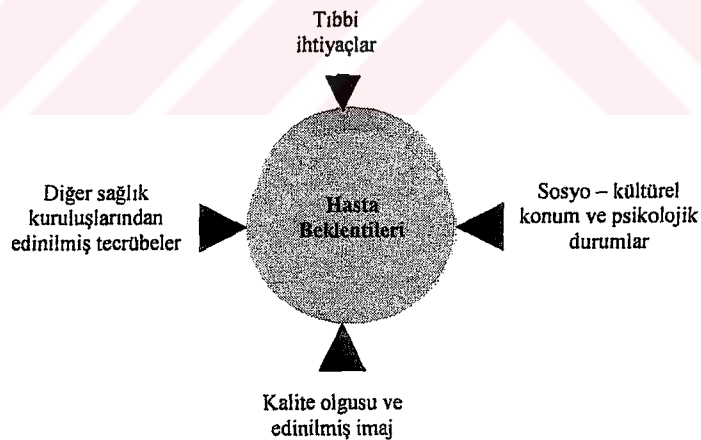 Tıbbi
ihtiyaçlar
Diğer sağlık
kuruluşlarından
edinilmiş tecrübeler
Hasta
Beklentileri
Sosyo – kültürel
konum ve psikolojik
durumlar
Kalite olgusu ve
edinilmiş imaj